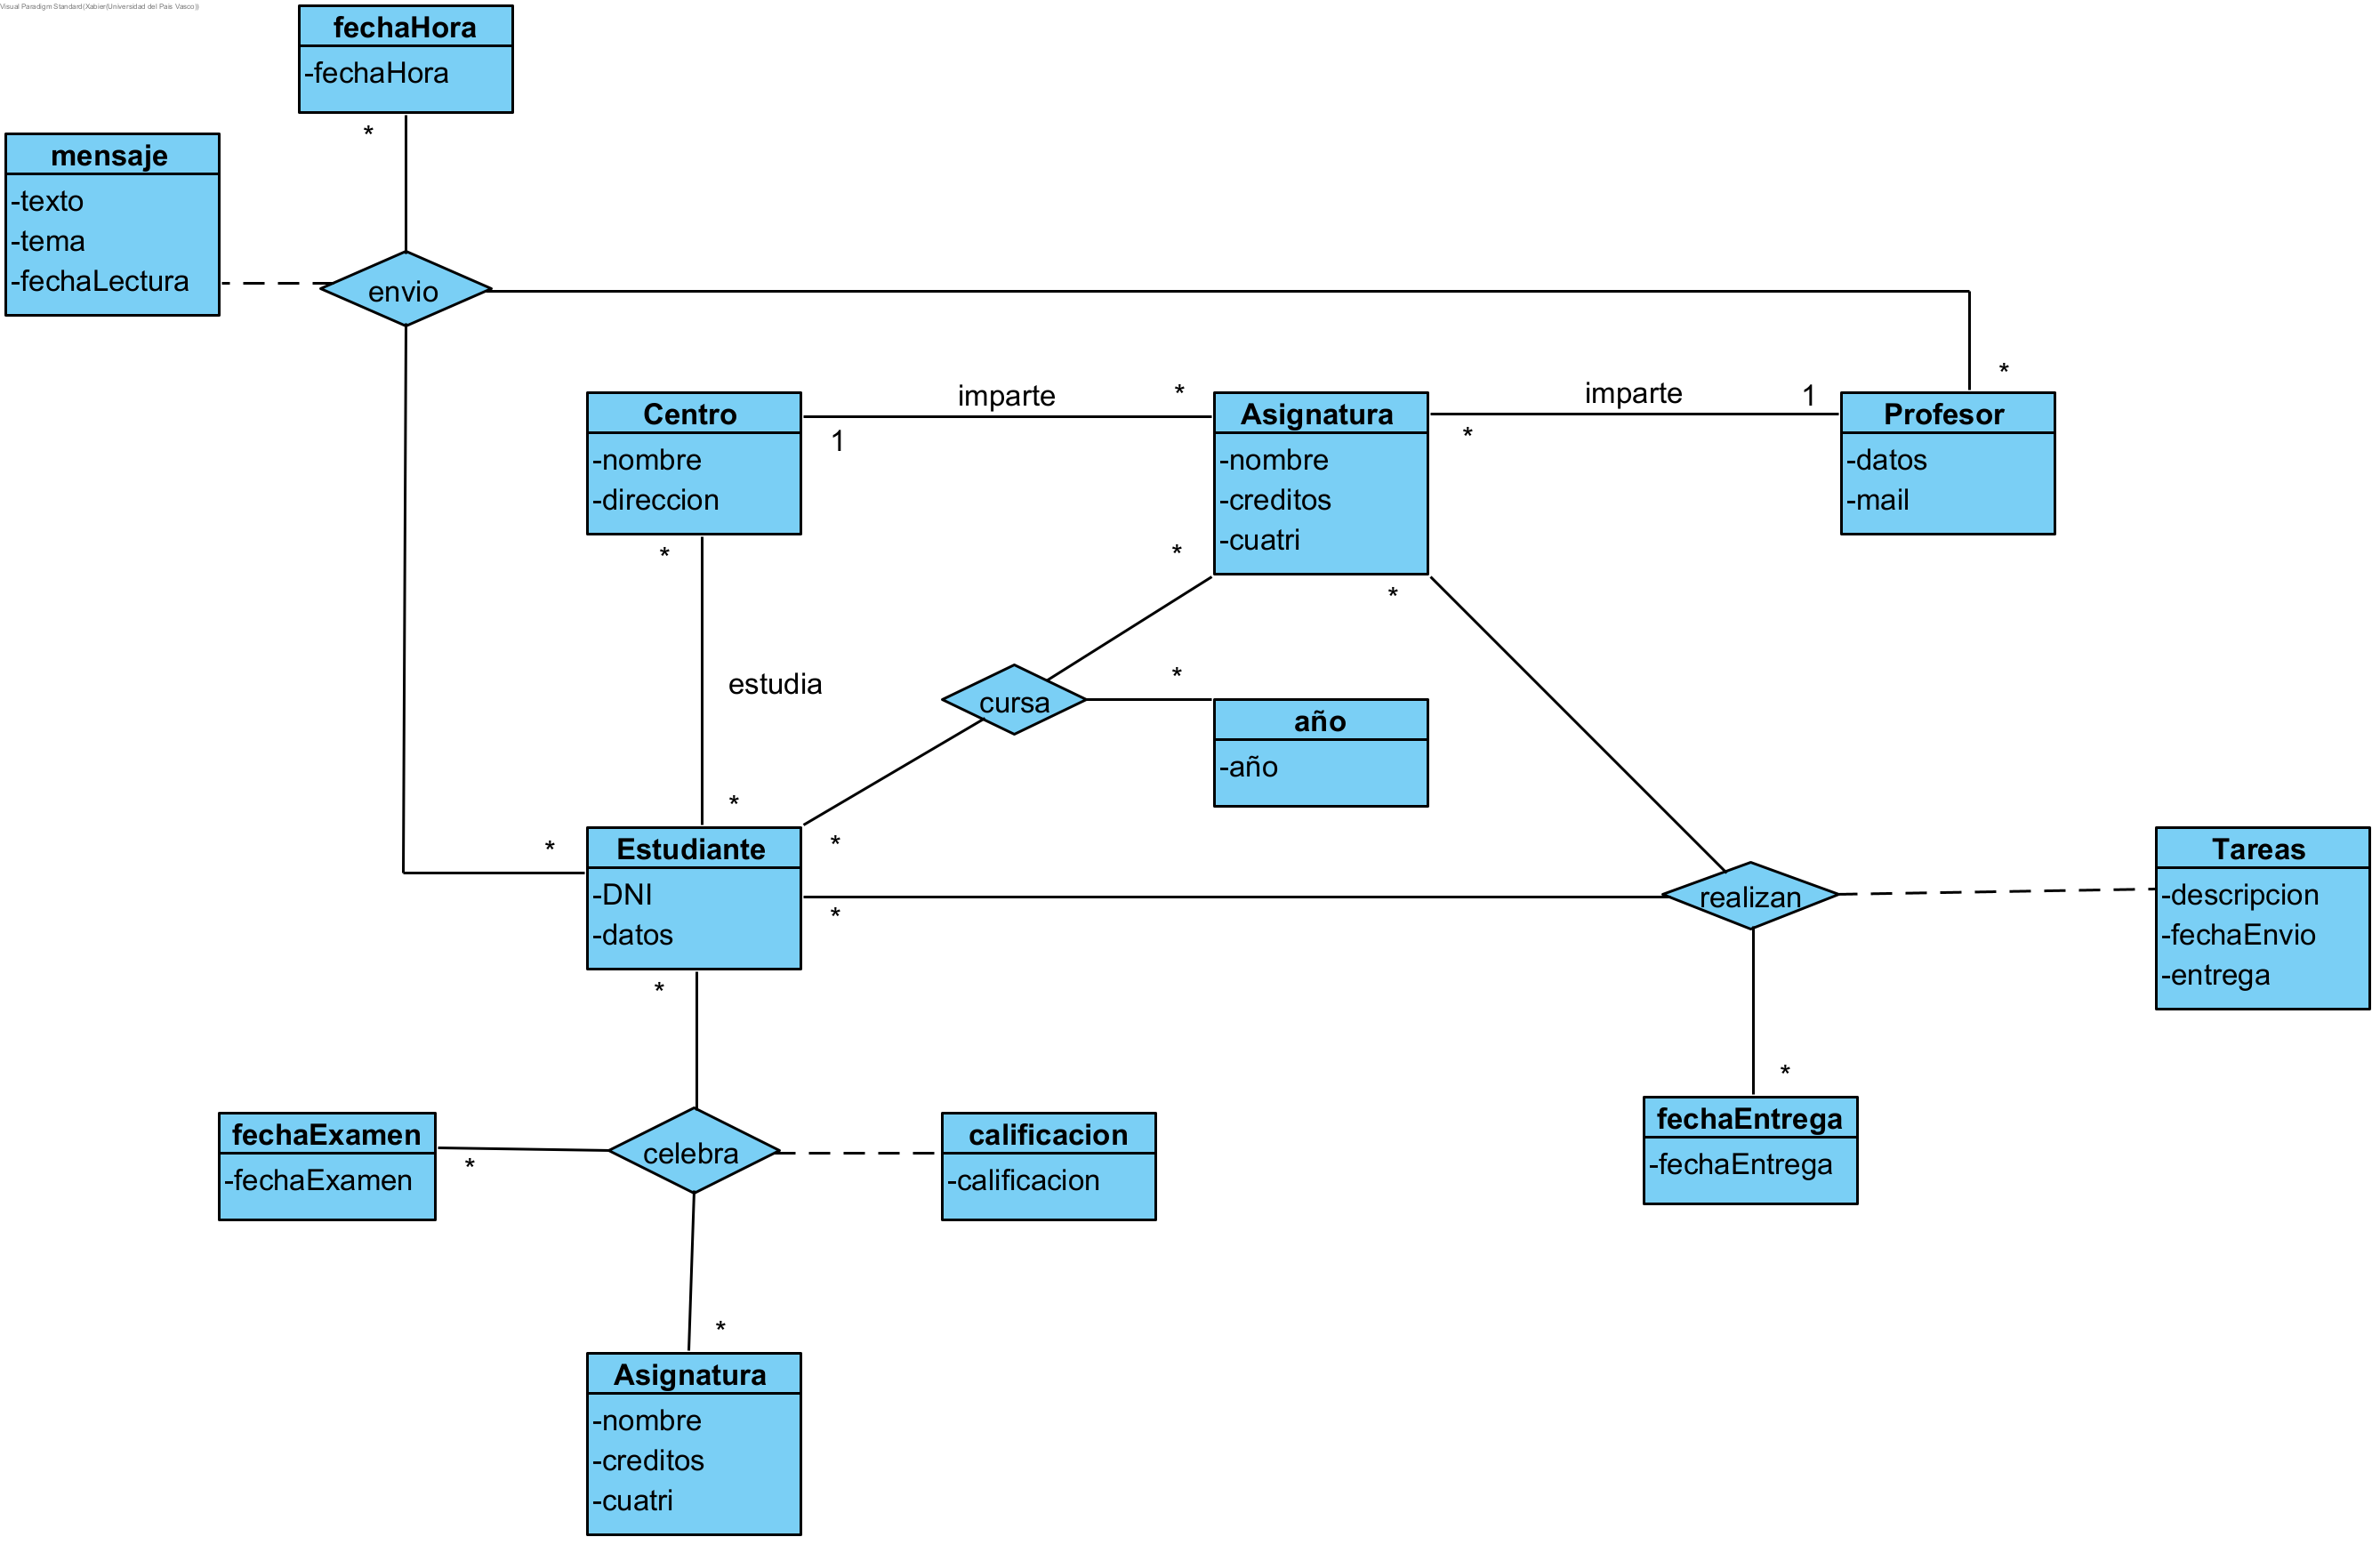 Visual Paradigm Standard(Xabier(Universidad del Pais Vasco))
fechaHora
-fechaHora
*
mensaje
-texto
-tema
-fechaLectura
envio
*
Centro
-nombre
-direccion
imparte
*
1
Asignatura
-nombre
-creditos
-cuatri
imparte
1
*
Profesor
-datos
-mail
*
*
*
estudia
cursa
*
año
-año
*
*
*
Estudiante
-DNI
-datos
*
*
realizan
Tareas
-descripcion
-fechaEnvio
-entrega
*
fechaEntrega
-fechaEntrega
fechaExamen
-fechaExamen
*
celebra
calificacion
-calificacion
*
Asignatura
-nombre
-creditos
-cuatri